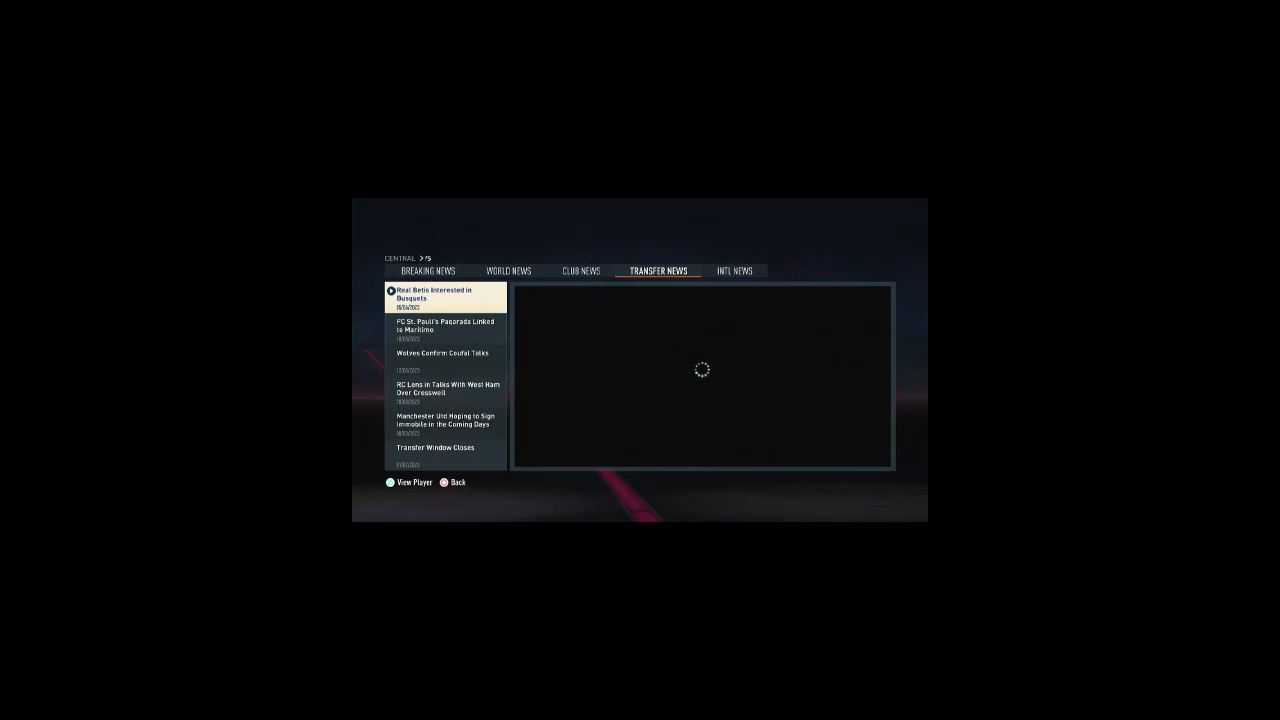 CENTRAL
BREAKING NEWS
WORLD NEWS
CLUB NEWS
TRANSFER NEWS
INTL NEWS
Real Betis Interested in
Busquets
FC St. Pauli's Paqarada Linked
to Marítimo
Wolves Confirm Coufal Talks
RC Lens in Talks With West Ham
Over Cresswell
Manchester Utd Hoping to Sign
Immobile in the Coming Days
Transfer Window Closes
View Player
Back